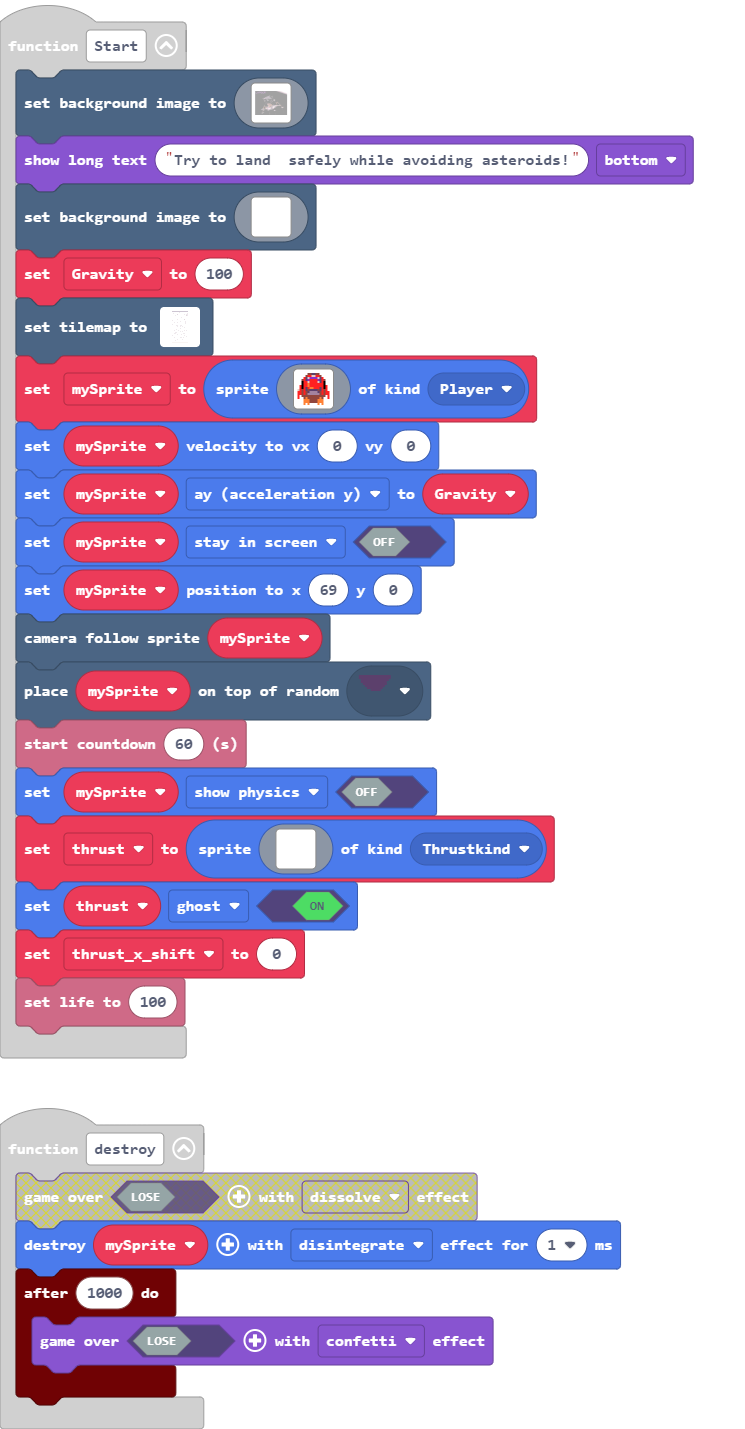 function Start
set background image to
show long text "Try to land  safely while avoiding asteroids!" bottom
set background image to
set Gravity to 100
set tilemap to
set mySprite to sprite of kind Player
set mySprite velocity to vx 0 vy 0
set mySprite ay (acceleration y) to Gravity
set mySprite stay in screen OFF
set mySprite position to x 69 y 0
camera follow sprite mySprite
place mySprite on top of random
start countdown 60 (s)
set mySprite show physics OFF
set thrust to sprite of kind Thrustkind
set thrust ghost ON
set thrust_x_shift to 0
set life to 100
function destroy
game over LOSE with dissolve effect
destroy mySprite with disintegrate effect for 1 ms
after 1000 do
game over LOSE with confetti effect